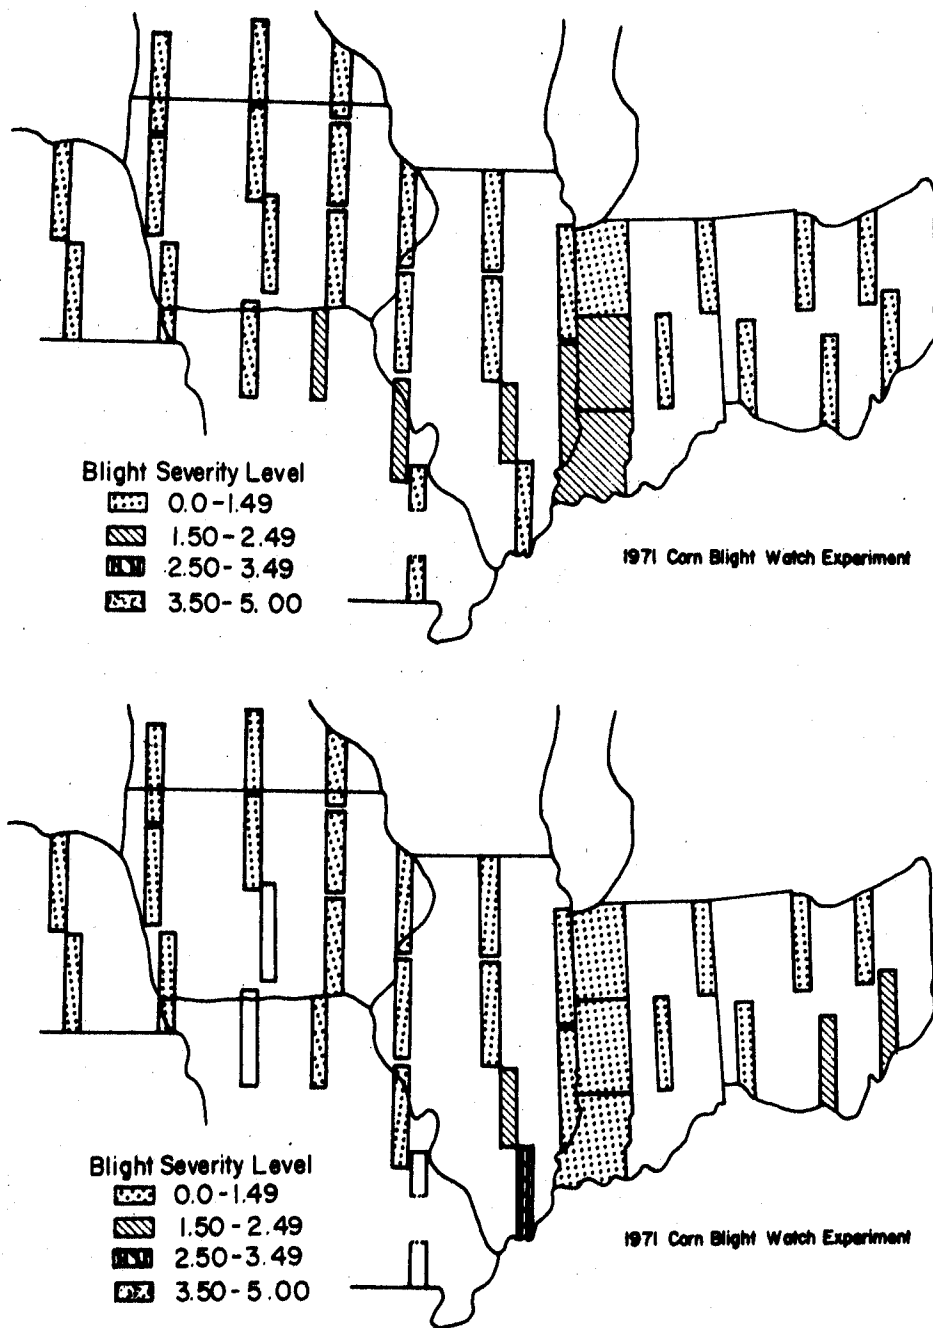 Blight Severity Level
0.0-1.49
1.50-2.49
2.50-3.49
3.50-5.00
1971 Corn Blight Watch Experiment
Blight Severity Level
0.0-1.49
1.50-2.49
2.50-3.49
3.50-5.00
1971 Corn Blight Watch Experiment